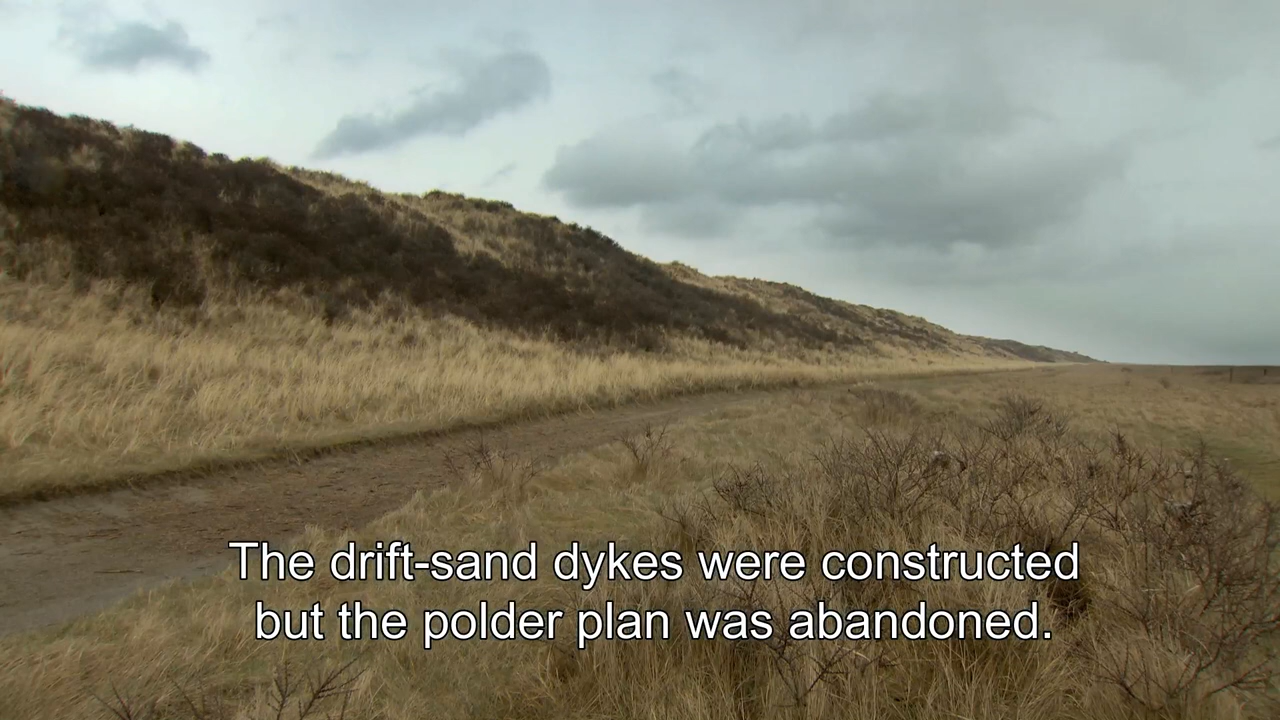 The drift-sand dykes were constructed
but the polder plan was abandoned.